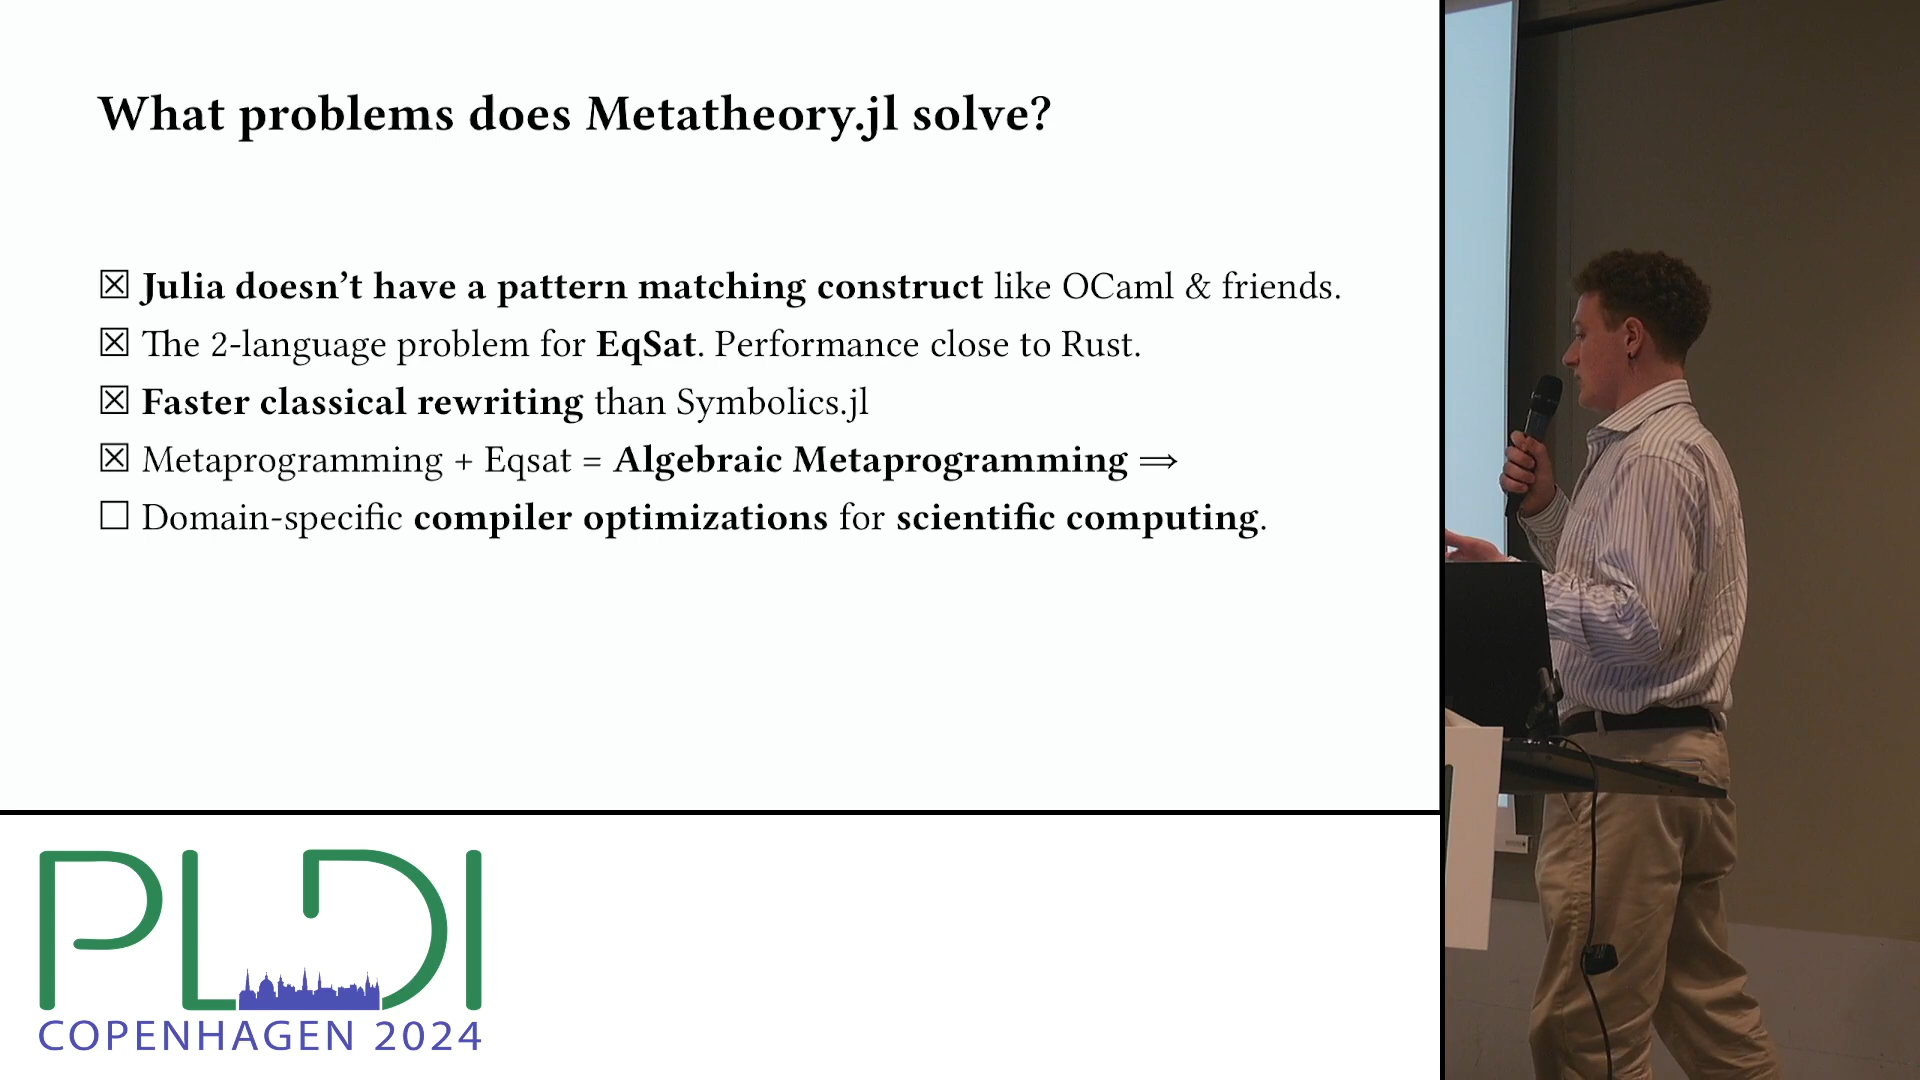 What problems does Metatheory.jl solve?
☒ Julia doesn’t have a pattern matching construct like OCaml & friends.
☒ The 2-language problem for EqSat. Performance close to Rust.
☒ Faster classical rewriting than Symbolics.jl
☒ Metaprogramming + Eqsat = Algebraic Metaprogramming ⟹
☐ Domain-specific compiler optimizations for scientific computing.
PLDI
COPENHAGEN 2024